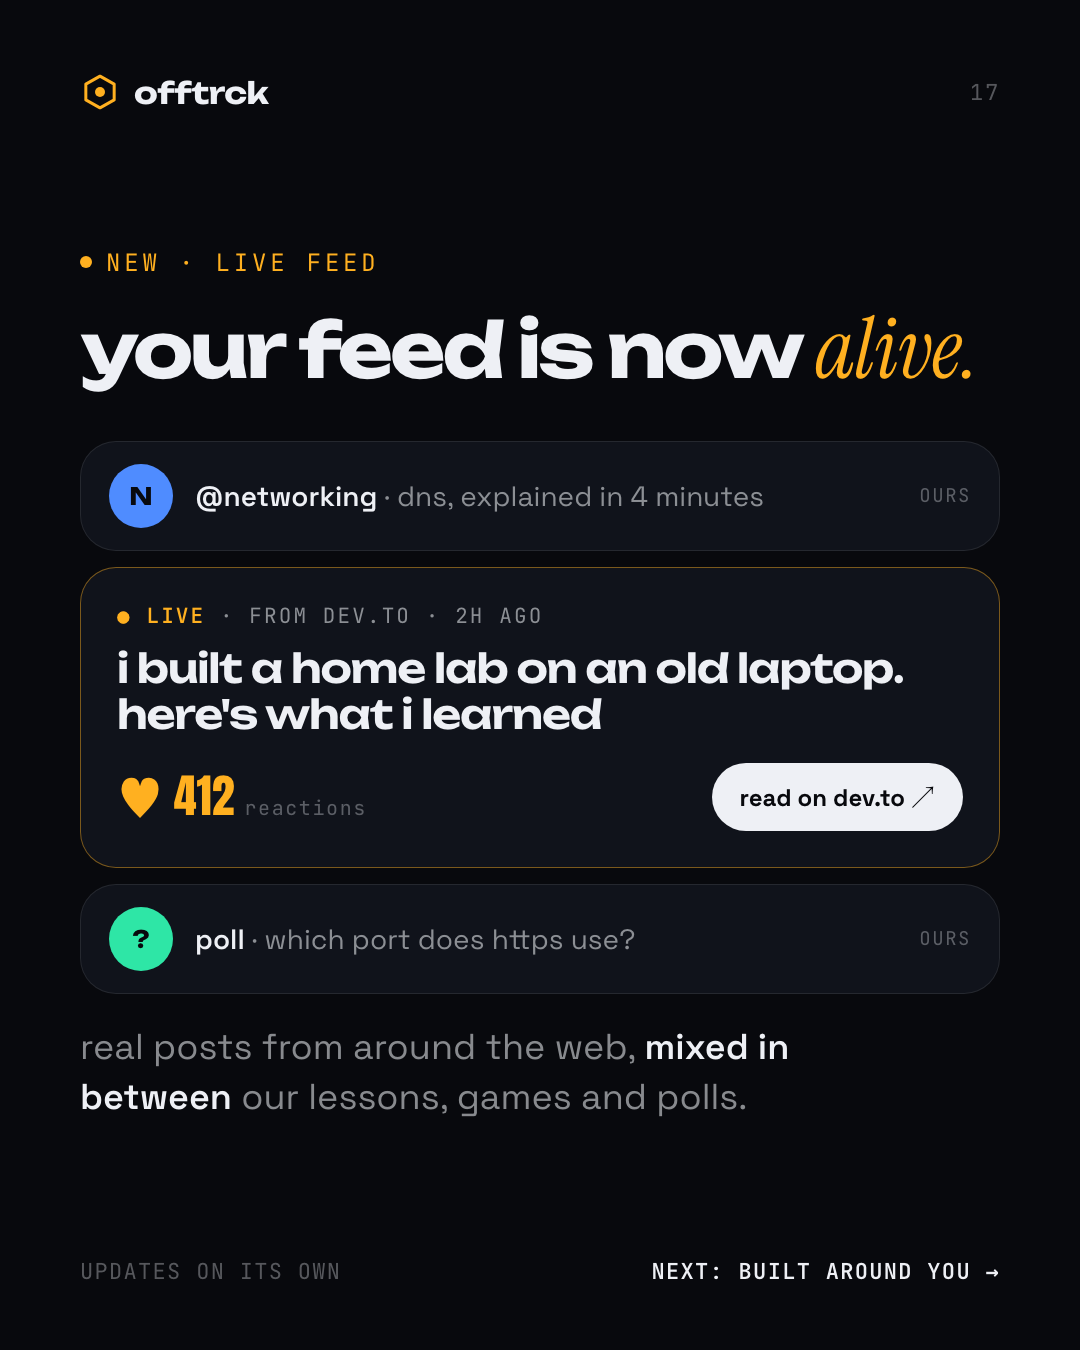 offtrck
17
NEW · LIVE FEED
your feed is now alive.
N @networking · dns, explained in 4 minutes OURS
LIVE · FROM DEV.TO · 2H AGO
i built a home lab on an old laptop.
here's what i learned
412 reactions
read on dev.to ↗
? poll · which port does https use? OURS
real posts from around the web, mixed in
between our lessons, games and polls.
UPDATES ON ITS OWN
NEXT: BUILT AROUND YOU →